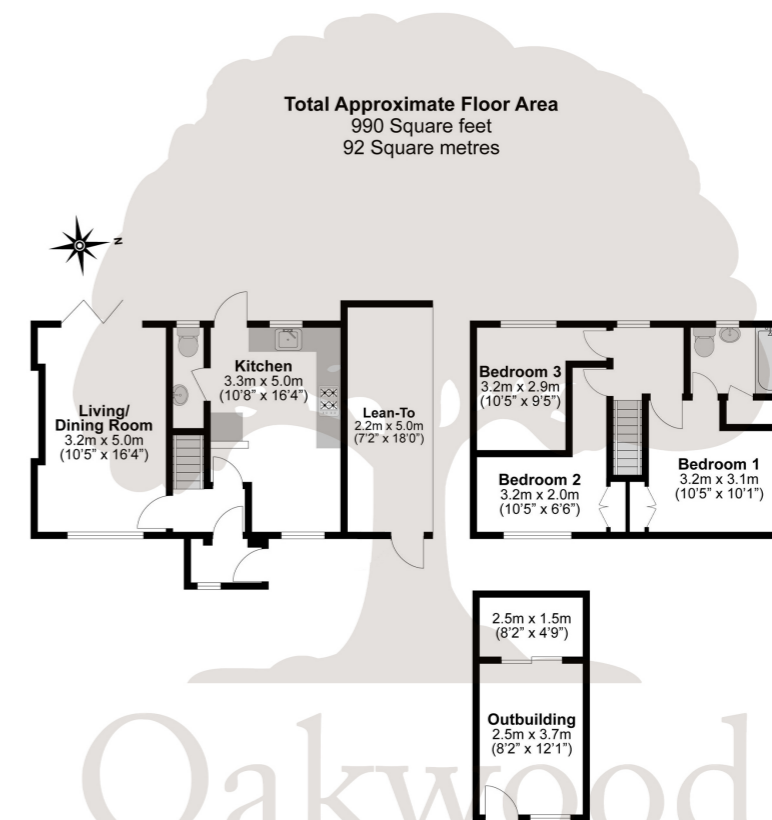 Total Approximate Floor Area
990 Square feet
92 Square metres
N
Living/
Dining Room
3.2m x 5.0m
(10’5” x 16’4”)
Kitchen
3.3m x 5.0m
(10’8” x 16’4”)
Lean-To
2.2m x 5.0m
(7’2” x 18’0”)
Bedroom 3
3.2m x 2.9m
(10’5” x 9’5”)
Bedroom 2
3.2m x 2.0m
(10’5” x 6’6”)
Bedroom 1
3.2m x 3.1m
(10’5” x 10’1”)
2.5m x 1.5m
(8’2” x 4’9”)
Outbuilding
2.5m x 3.7m
(8’2” x 12’1”)
Oakwood